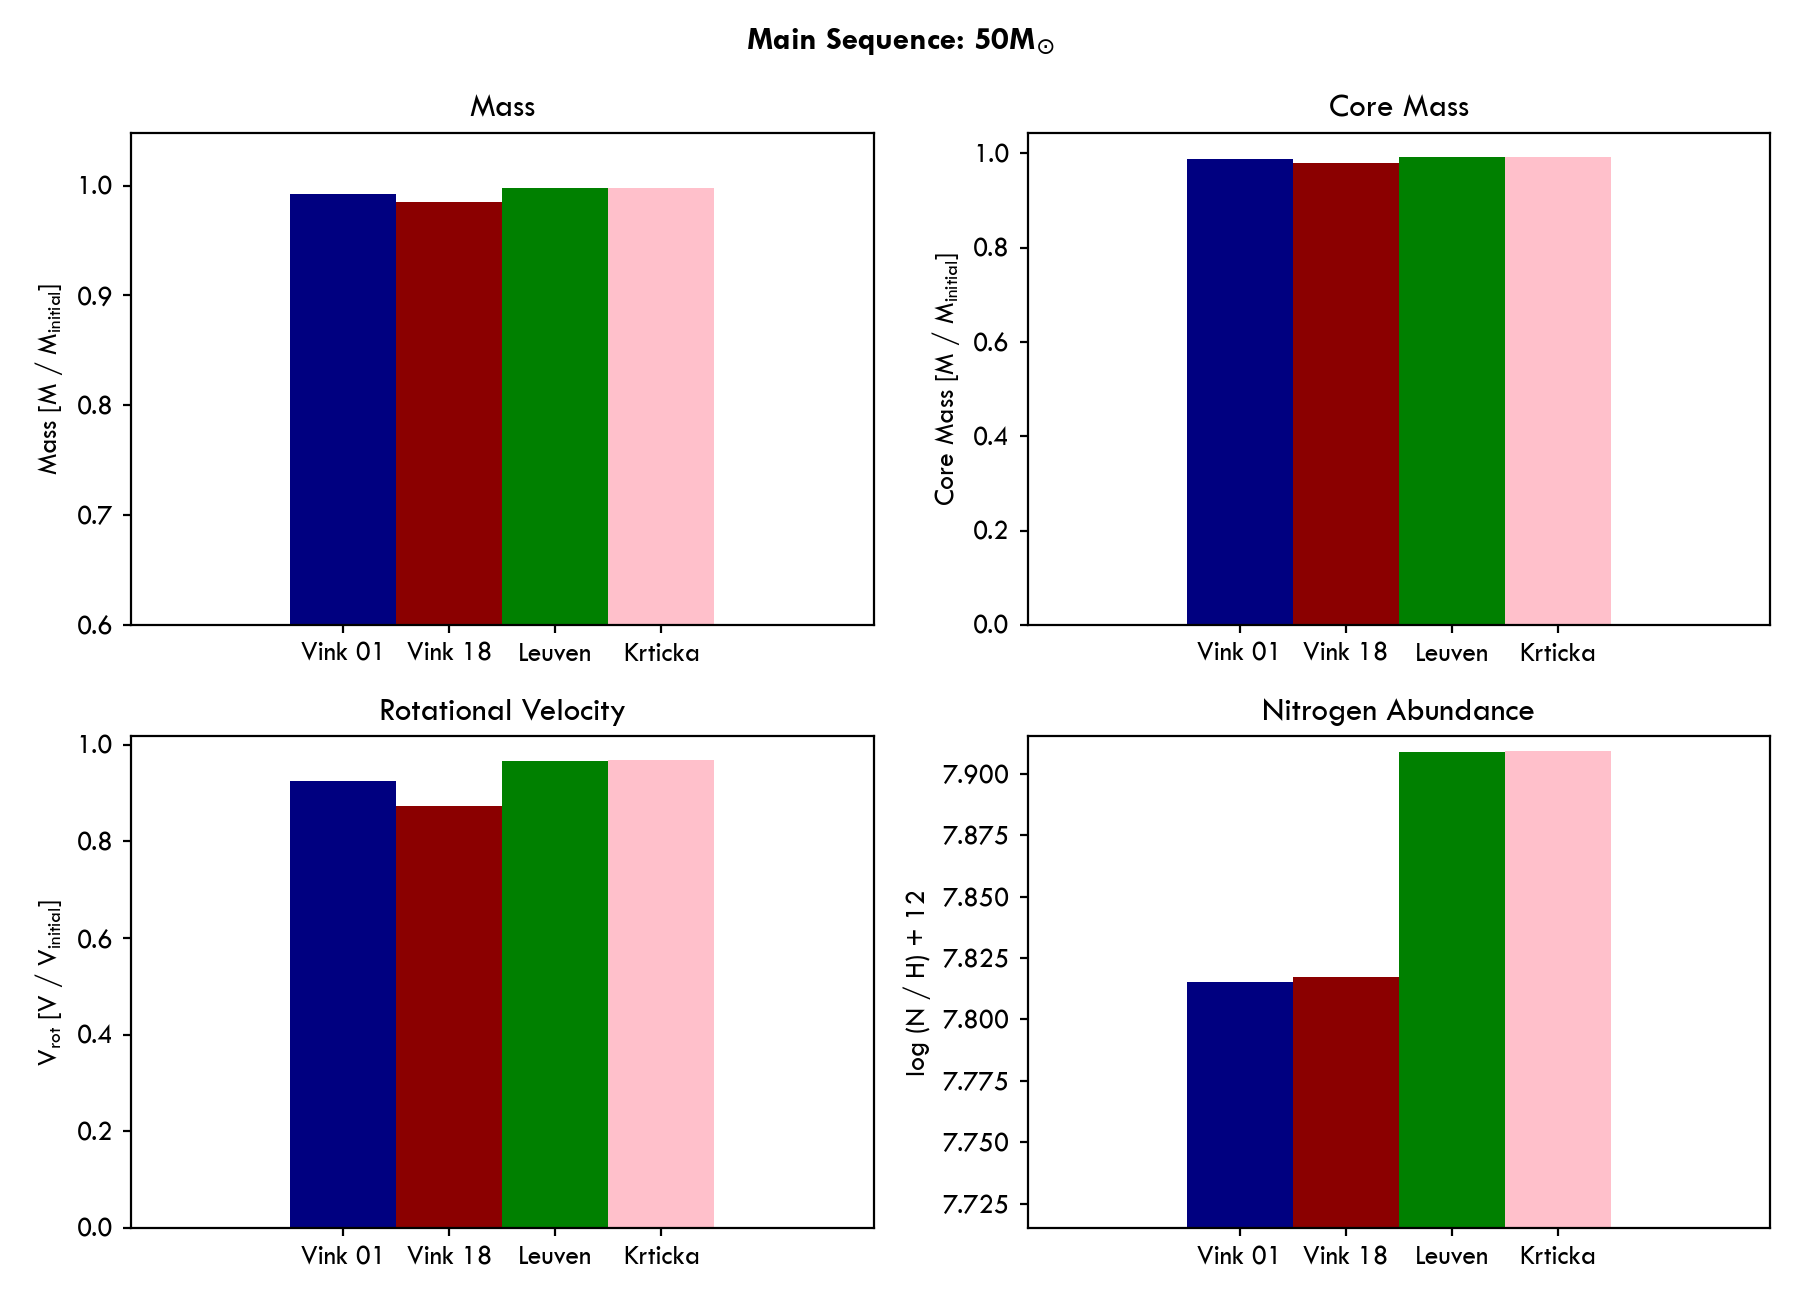 Main Sequence: 50M☉
Mass
Mass [M / Minitial]
1.0
0.9
0.8
0.7
0.6
Vink 01 Vink 18 Leuven Krticka
Core Mass
Core Mass [M / Minitial]
1.0
0.8
0.6
0.4
0.2
0.0
Vink 01 Vink 18 Leuven Krticka
Rotational Velocity
Vrot [V / Vinitial]
1.0
0.8
0.6
0.4
0.2
0.0
Vink 01 Vink 18 Leuven Krticka
Nitrogen Abundance
log (N / H) + 12
7.900
7.875
7.850
7.825
7.800
7.775
7.750
7.725
Vink 01 Vink 18 Leuven Krticka